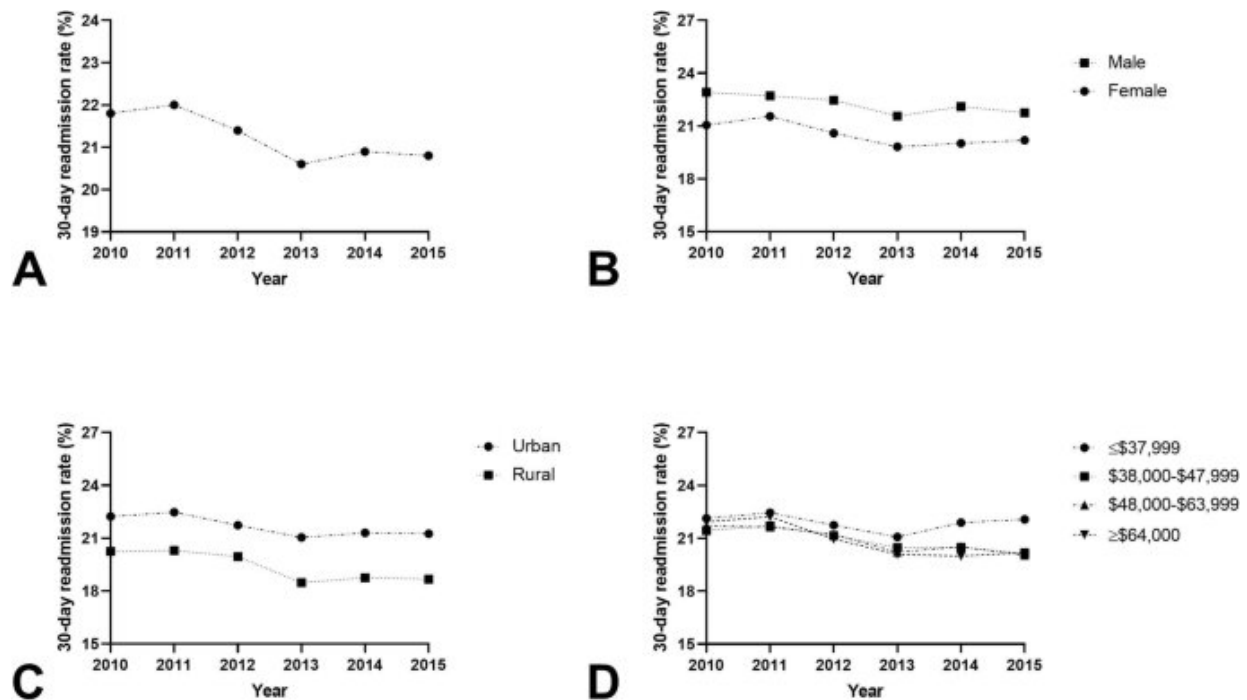 24
23
22
21
20
19
30-day readmission rate (%)
2010 2011 2012 2013 2014 2015
Year
A
27
24
21
18
15
30-day readmission rate (%)
2010 2011 2012 2013 2014 2015
Year
Male
Female
B
27
24
21
18
15
30-day readmission rate (%)
2010 2011 2012 2013 2014 2015
Year
Urban
Rural
C
27
24
21
18
15
30-day readmission rate (%)
2010 2011 2012 2013 2014 2015
Year
≤$37,999
$38,000-$47,999
$48,000-$63,999
≥$64,000
D